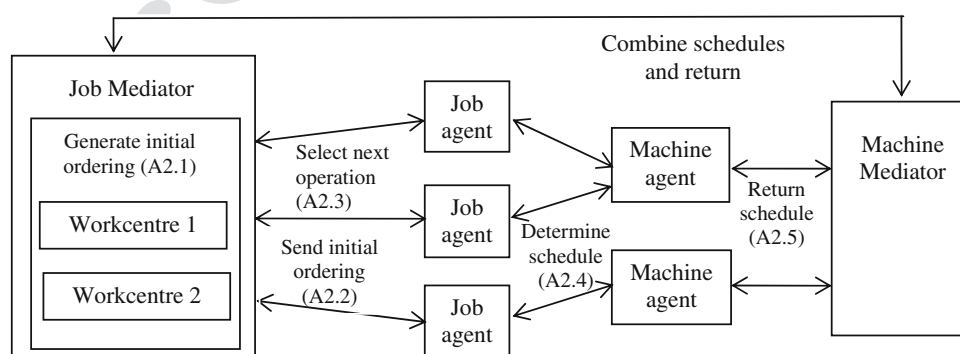 Combine schedules
and return
Job Mediator
Generate initial
ordering (A2.1)
Workcentre 1
Workcentre 2
Select next
operation
(A2.3)
Send initial
ordering
(A2.2)
Job
agent
Job
agent
Job
agent
Determine
schedule
(A2.4)
Machine
agent
Machine
agent
Return
schedule
(A2.5)
Machine
Mediator